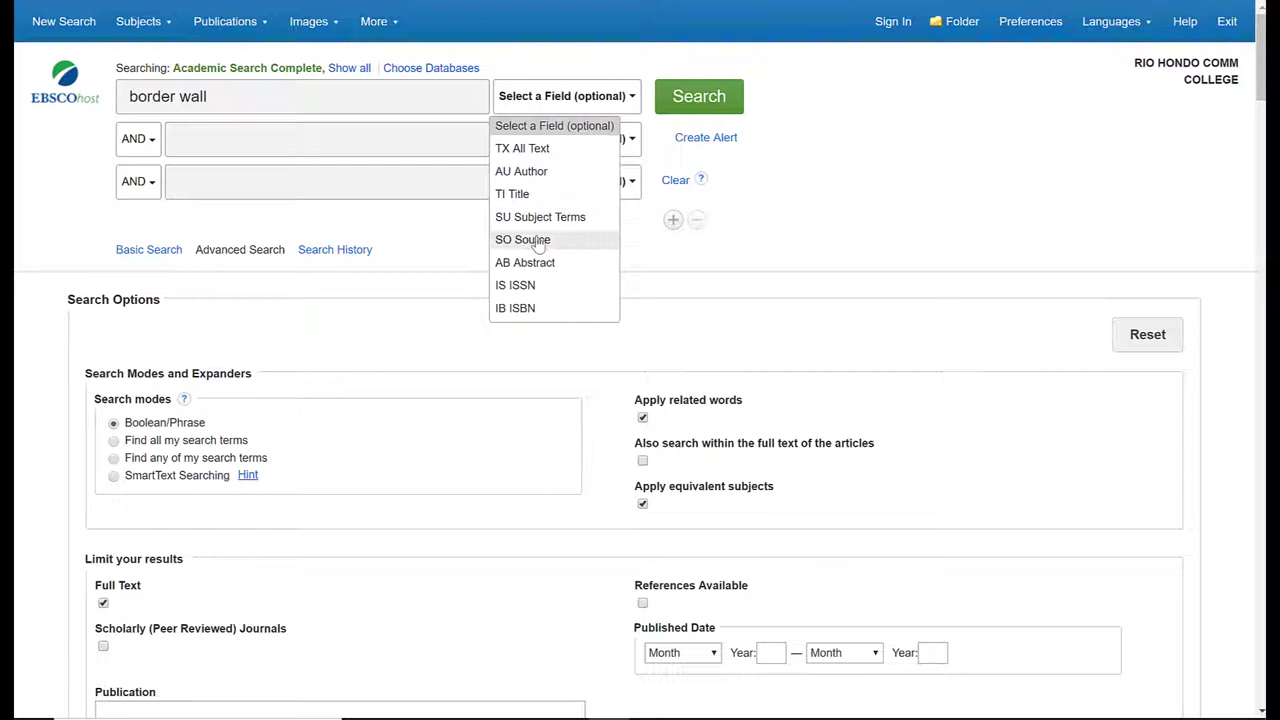 New Search Subjects Publications Images More Sign In Folder Preferences Languages Help Exit
Searching: Academic Search Complete, Show all Choose Databases
RIO HONDO COMM
COLLEGE
EBSCOhost
border wall Select a Field (optional) Search
Select a Field (optional)
AND ) Create Alert
TX All Text
AU Author
AND ) Clear ?
TI Title
SU Subject Terms
SO Source
AB Abstract
IS ISSN
IB ISBN
Basic Search Advanced Search Search History
Search Options
Reset
Search Modes and Expanders
Search modes ?
Boolean/Phrase
Find all my search terms
Find any of my search terms
SmartText Searching Hint
Apply related words
Also search within the full text of the articles
Apply equivalent subjects
Limit your results
Full Text
References Available
Scholarly (Peer Reviewed) Journals
Published Date
Month Year: — Month Year:
Publication